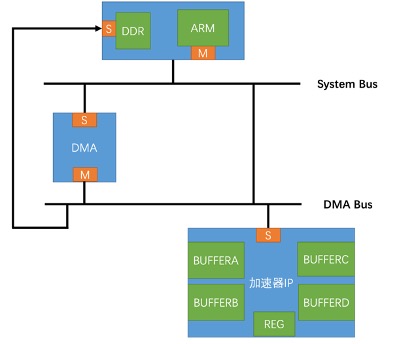 S
DDR
ARM
M
System Bus
S
DMA
M
DMA Bus
S
BUFFERA
BUFFERC
加速器IP
BUFFERB
BUFFERD
REG